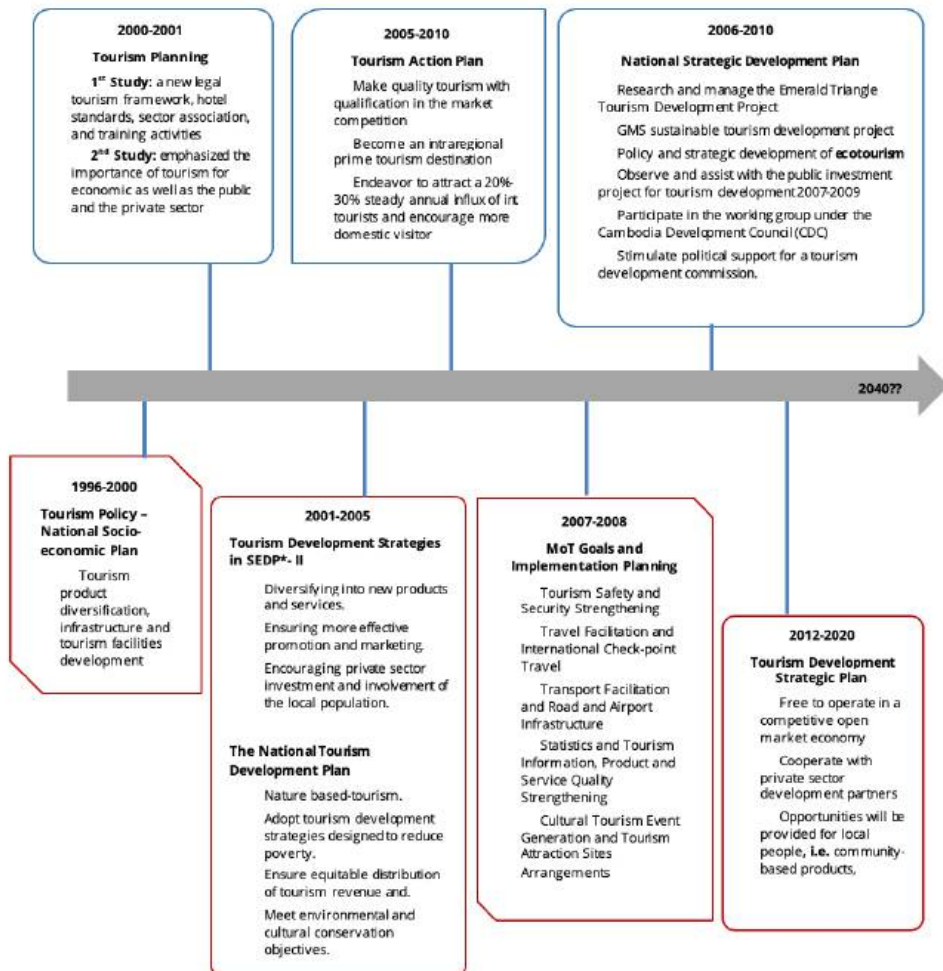 2000-2001
Tourism Planning
1st Study: a new legal
tourism framework, hotel
standards, sector association,
and training activities
2nd Study: emphasized the
importance of tourism for
economic as well as the public
and the private sector
2005-2010
Tourism Action Plan
Make quality tourism with
qualification in the market
competition
Become an intraregional
prime tourism destination
Endeavor to attract a 20%-
30% steady annual influx of int
tourists and encourage more
domestic visitor
2006-2010
National Strategic Development Plan
Research and manage the Emerald Triangle
Tourism Development Project
GMS sustainable tourism development project
Policy and strategic development of ecotourism
Observe and assist with the public investment
project for tourism development 2007-2009
Participate in the working group under the
Cambodia Development Council (CDC)
Stimulate political support for a tourism
development commission.
2040??
1996-2000
Tourism Policy –
National Socio-
economic Plan
Tourism
product
diversification,
infrastructure and
tourism facilities
development
2001-2005
Tourism Development Strategies
in SEDP*- II
Diversifying into new products
and services.
Ensuring more effective
promotion and marketing.
Encouraging private sector
investment and involvement of
the local population.
The National Tourism
Development Plan
Nature based-tourism.
Adopt tourism development
strategies designed to reduce
poverty.
Ensure equitable distribution
of tourism revenue and.
Meet environmental and
cultural conservation
objectives.
2007-2008
MoT Goals and
Implementation Planning
Tourism Safety and
Security Strengthening
Travel Facilitation and
International Check-point
Travel
Transport Facilitation
and Road and Airport
Infrastructure
Statistics and Tourism
Information, Product and
Service Quality
Strengthening
Cultural Tourism Event
Generation and Tourism
Attraction Sites
Arrangements
2012-2020
Tourism Development
Strategic Plan
Free to operate in a
competitive open
market economy
Cooperate with
private sector
development partners
Opportunities will be
provided for local
people, i.e. community-
based products,